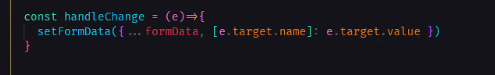 const handleChange = (e)=>{
setFormData({ ...formData, [e.target.name]: e.target.value })
}